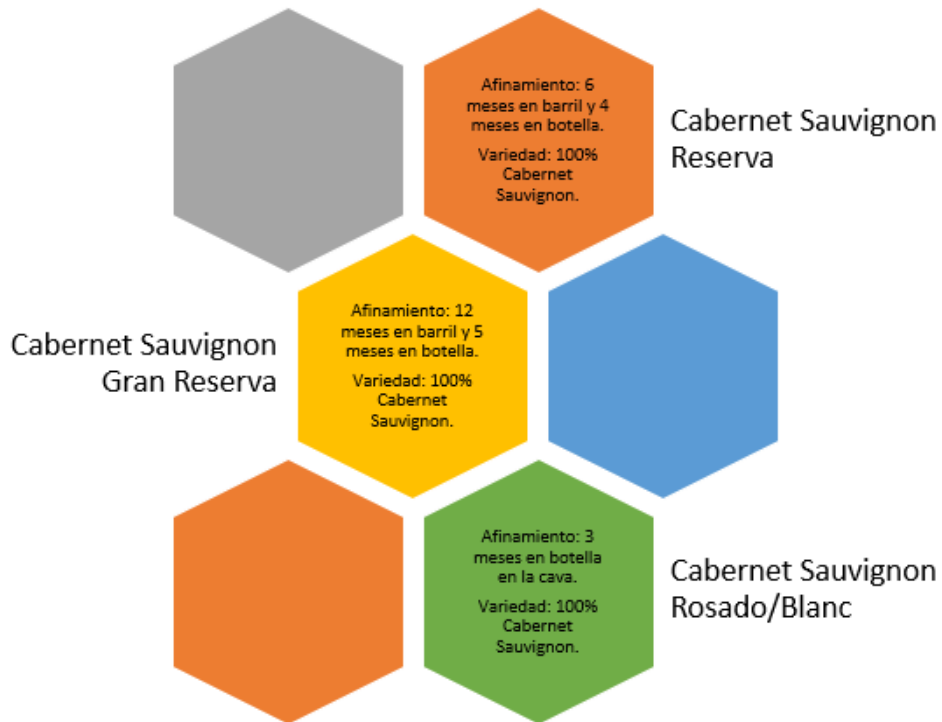 Afinamiento: 6
meses en barril y 4
meses en botella.
Variedad: 100%
Cabernet
Sauvignon.
Cabernet Sauvignon
Reserva
Cabernet Sauvignon
Gran Reserva
Afinamiento: 12
meses en barril y 5
meses en botella.
Variedad: 100%
Cabernet
Sauvignon.
Afinamiento: 3
meses en botella
en la cava.
Variedad: 100%
Cabernet
Sauvignon.
Cabernet Sauvignon
Rosado/Blanc